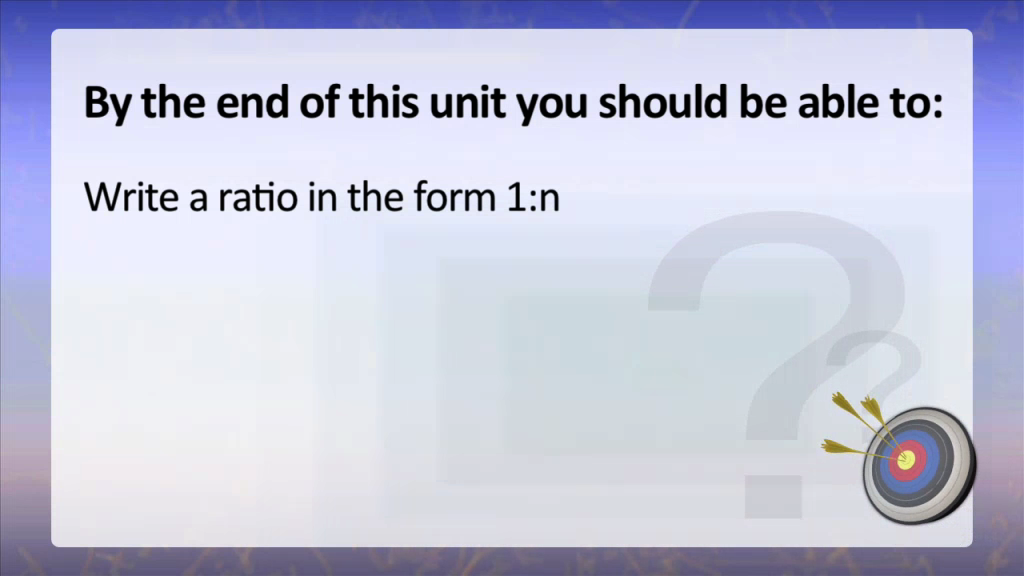 By the end of this unit you should be able to:
Write a ratio in the form 1:n